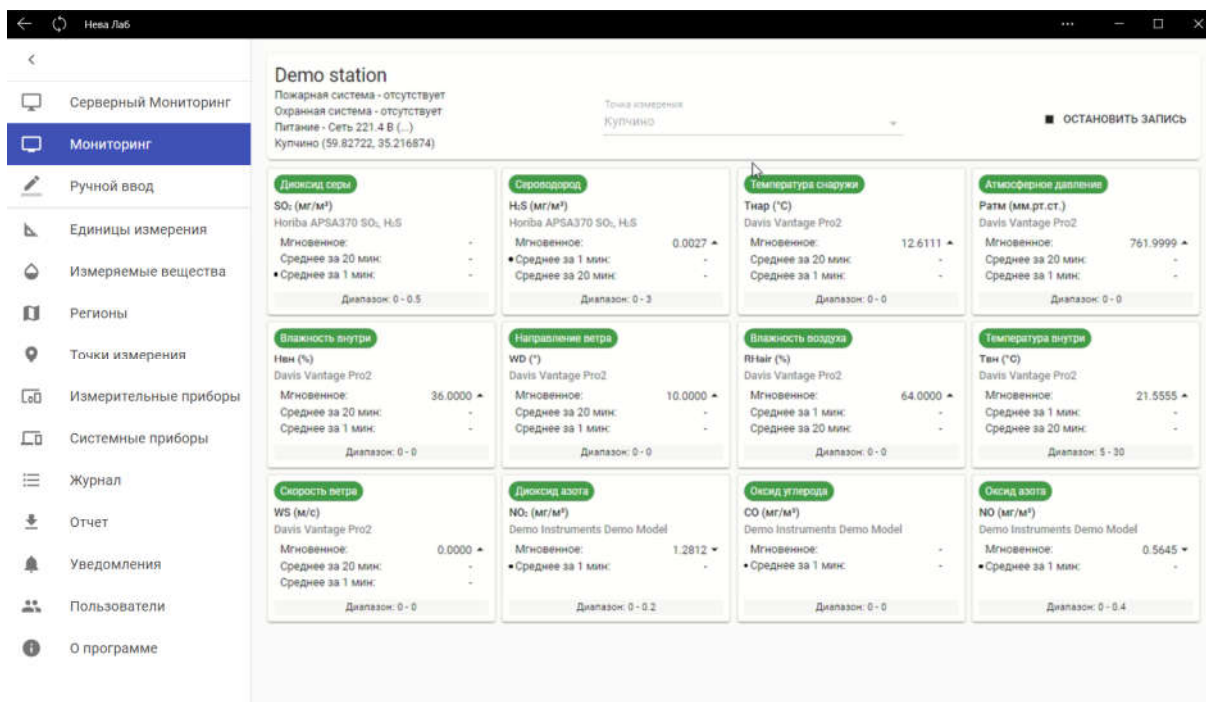 Нева Лаб
Серверный Мониторинг
Мониторинг
Ручной ввод
Единицы измерения
Измеряемые вещества
Регионы
Точки измерения
Измерительные приборы
Системные приборы
Журнал
Отчет
Уведомления
Пользователи
О программе
Demo station
Пожарная система - отсутствует
Охранная система - отсутствует
Питание - Сеть 221.4 В (...)
Купчино (59.82722, 35.216874)
Точка измерения
Купчино
ОСТАНОВИТЬ ЗАПИСЬ
Диоксид серы
SO₂ (мг/м³)
Horiba APSA370 SO₂, H₂S
Мгновенное: -
Среднее за 20 мин: -
Среднее за 1 мин: -
Диапазон: 0 - 0.5
Сероводород
H₂S (мг/м³)
Horiba APSA370 SO₂, H₂S
Мгновенное: 0.0027
Среднее за 1 мин: -
Среднее за 20 мин: -
Диапазон: 0 - 3
Температура снаружи
Tнар (°C)
Davis Vantage Pro2
Мгновенное: 12.6111
Среднее за 20 мин: -
Среднее за 1 мин: -
Диапазон: 0 - 0
Атмосферное давление
Pатм (мм.рт.ст.)
Davis Vantage Pro2
Мгновенное: 761.9999
Среднее за 20 мин: -
Среднее за 1 мин: -
Диапазон: 0 - 0
Влажность внутри
Hвн (%)
Davis Vantage Pro2
Мгновенное: 36.0000
Среднее за 20 мин: -
Среднее за 1 мин: -
Диапазон: 0 - 0
Направление ветра
WD (°)
Davis Vantage Pro2
Мгновенное: 10.0000
Среднее за 20 мин: -
Среднее за 1 мин: -
Диапазон: 0 - 0
Влажность воздуха
RHair (%)
Davis Vantage Pro2
Мгновенное: 64.0000
Среднее за 1 мин: -
Среднее за 20 мин: -
Диапазон: 0 - 0
Температура внутри
Tвн (°C)
Davis Vantage Pro2
Мгновенное: 21.5555
Среднее за 20 мин: -
Среднее за 1 мин: -
Диапазон: 5 - 30
Скорость ветра
WS (м/с)
Davis Vantage Pro2
Мгновенное: 0.0000
Среднее за 20 мин: -
Среднее за 1 мин: -
Диапазон: 0 - 0
Диоксид азота
NO₂ (мг/м³)
Demo Instruments Demo Model
Мгновенное: 1.2812
Среднее за 1 мин: -
Диапазон: 0 - 0.2
Оксид углерода
CO (мг/м³)
Demo Instruments Demo Model
Мгновенное: -
Среднее за 1 мин: -
Диапазон: 0 - 0
Оксид азота
NO (мг/м³)
Demo Instruments Demo Model
Мгновенное: 0.5645
Среднее за 1 мин: -
Диапазон: 0 - 0.4